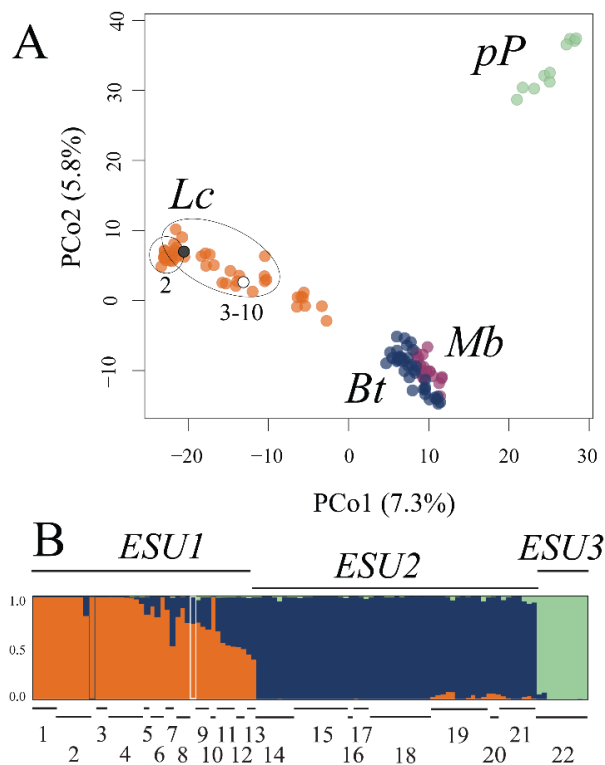 A
40
pP
30
PCo2 (5.8%)
20
Lc
10
2
0
3-10
Mb
−10
Bt
−20 −10 0 10 20 30
PCo1 (7.3%)
B
ESU1 ESU2 ESU3
1.0
0.5
0.0
1 3 5 7 9 11 13 15 17 19 21
2 4 6 8 10 12 14 16 18 20 22